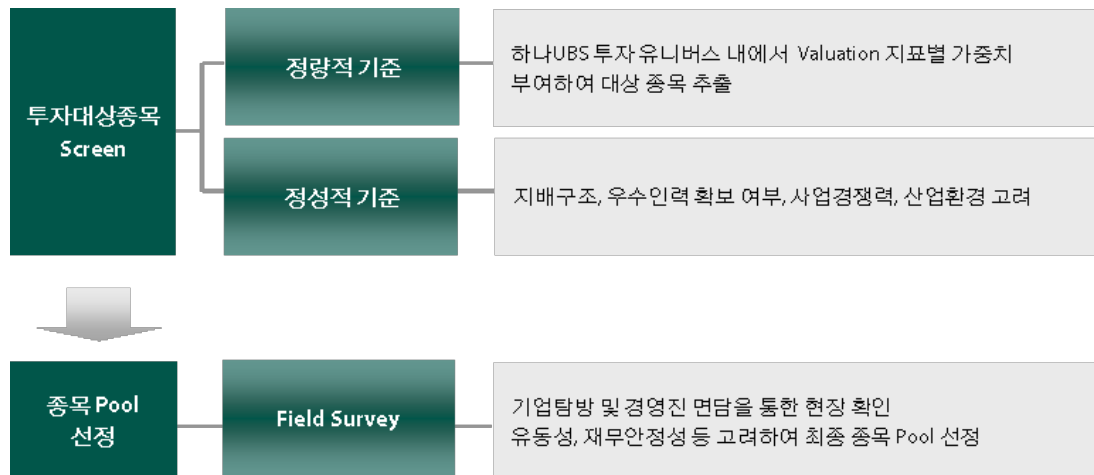 투자대상종목
Screen
정량적 기준
하나UBS 투자 유니버스 내에서 Valuation 지표별 가중치
부여하여 대상 종목 추출
정성적 기준
지배구조, 우수인력 확보 여부, 사업경쟁력, 산업환경 고려
종목 Pool
선정
Field Survey
기업탐방 및 경영진 면담을 통한 현장 확인
유동성, 재무안정성 등 고려하여 최종 종목 Pool 선정